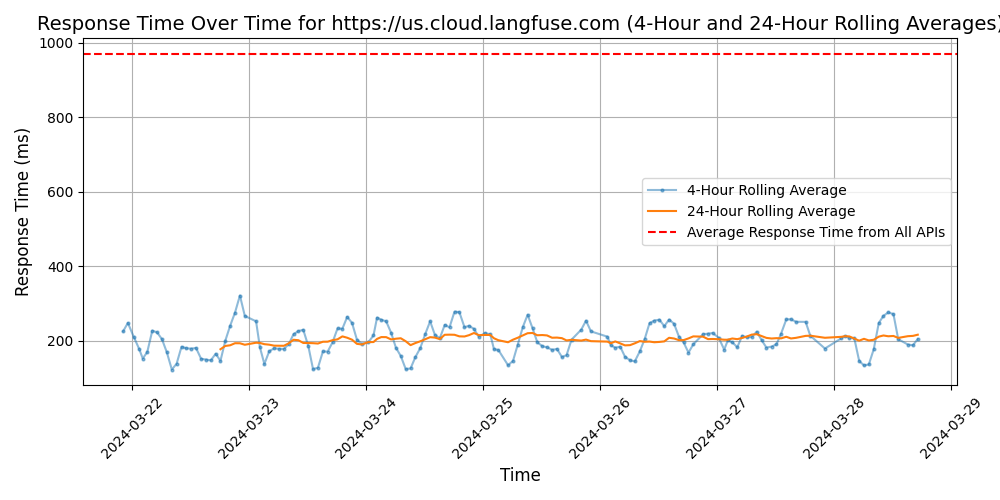 Response Time Over Time for https://us.cloud.langfuse.com (4-Hour and 24-Hour Rolling Averages)
1000
800
600
400
200
Response Time (ms)
4-Hour Rolling Average
24-Hour Rolling Average
Average Response Time from All APIs
2024-03-22
2024-03-23
2024-03-24
2024-03-25
2024-03-26
2024-03-27
2024-03-28
2024-03-29
Time